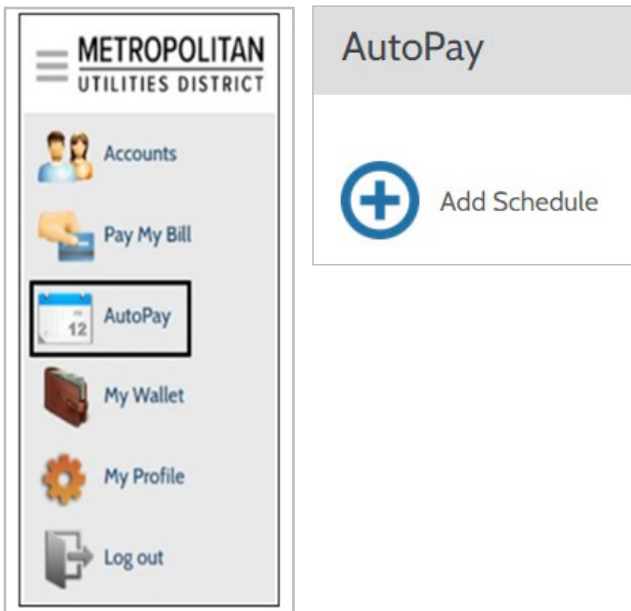 METROPOLITAN
UTILITIES DISTRICT
Accounts
Pay My Bill
12
AutoPay
My Wallet
My Profile
Log out
AutoPay
Add Schedule